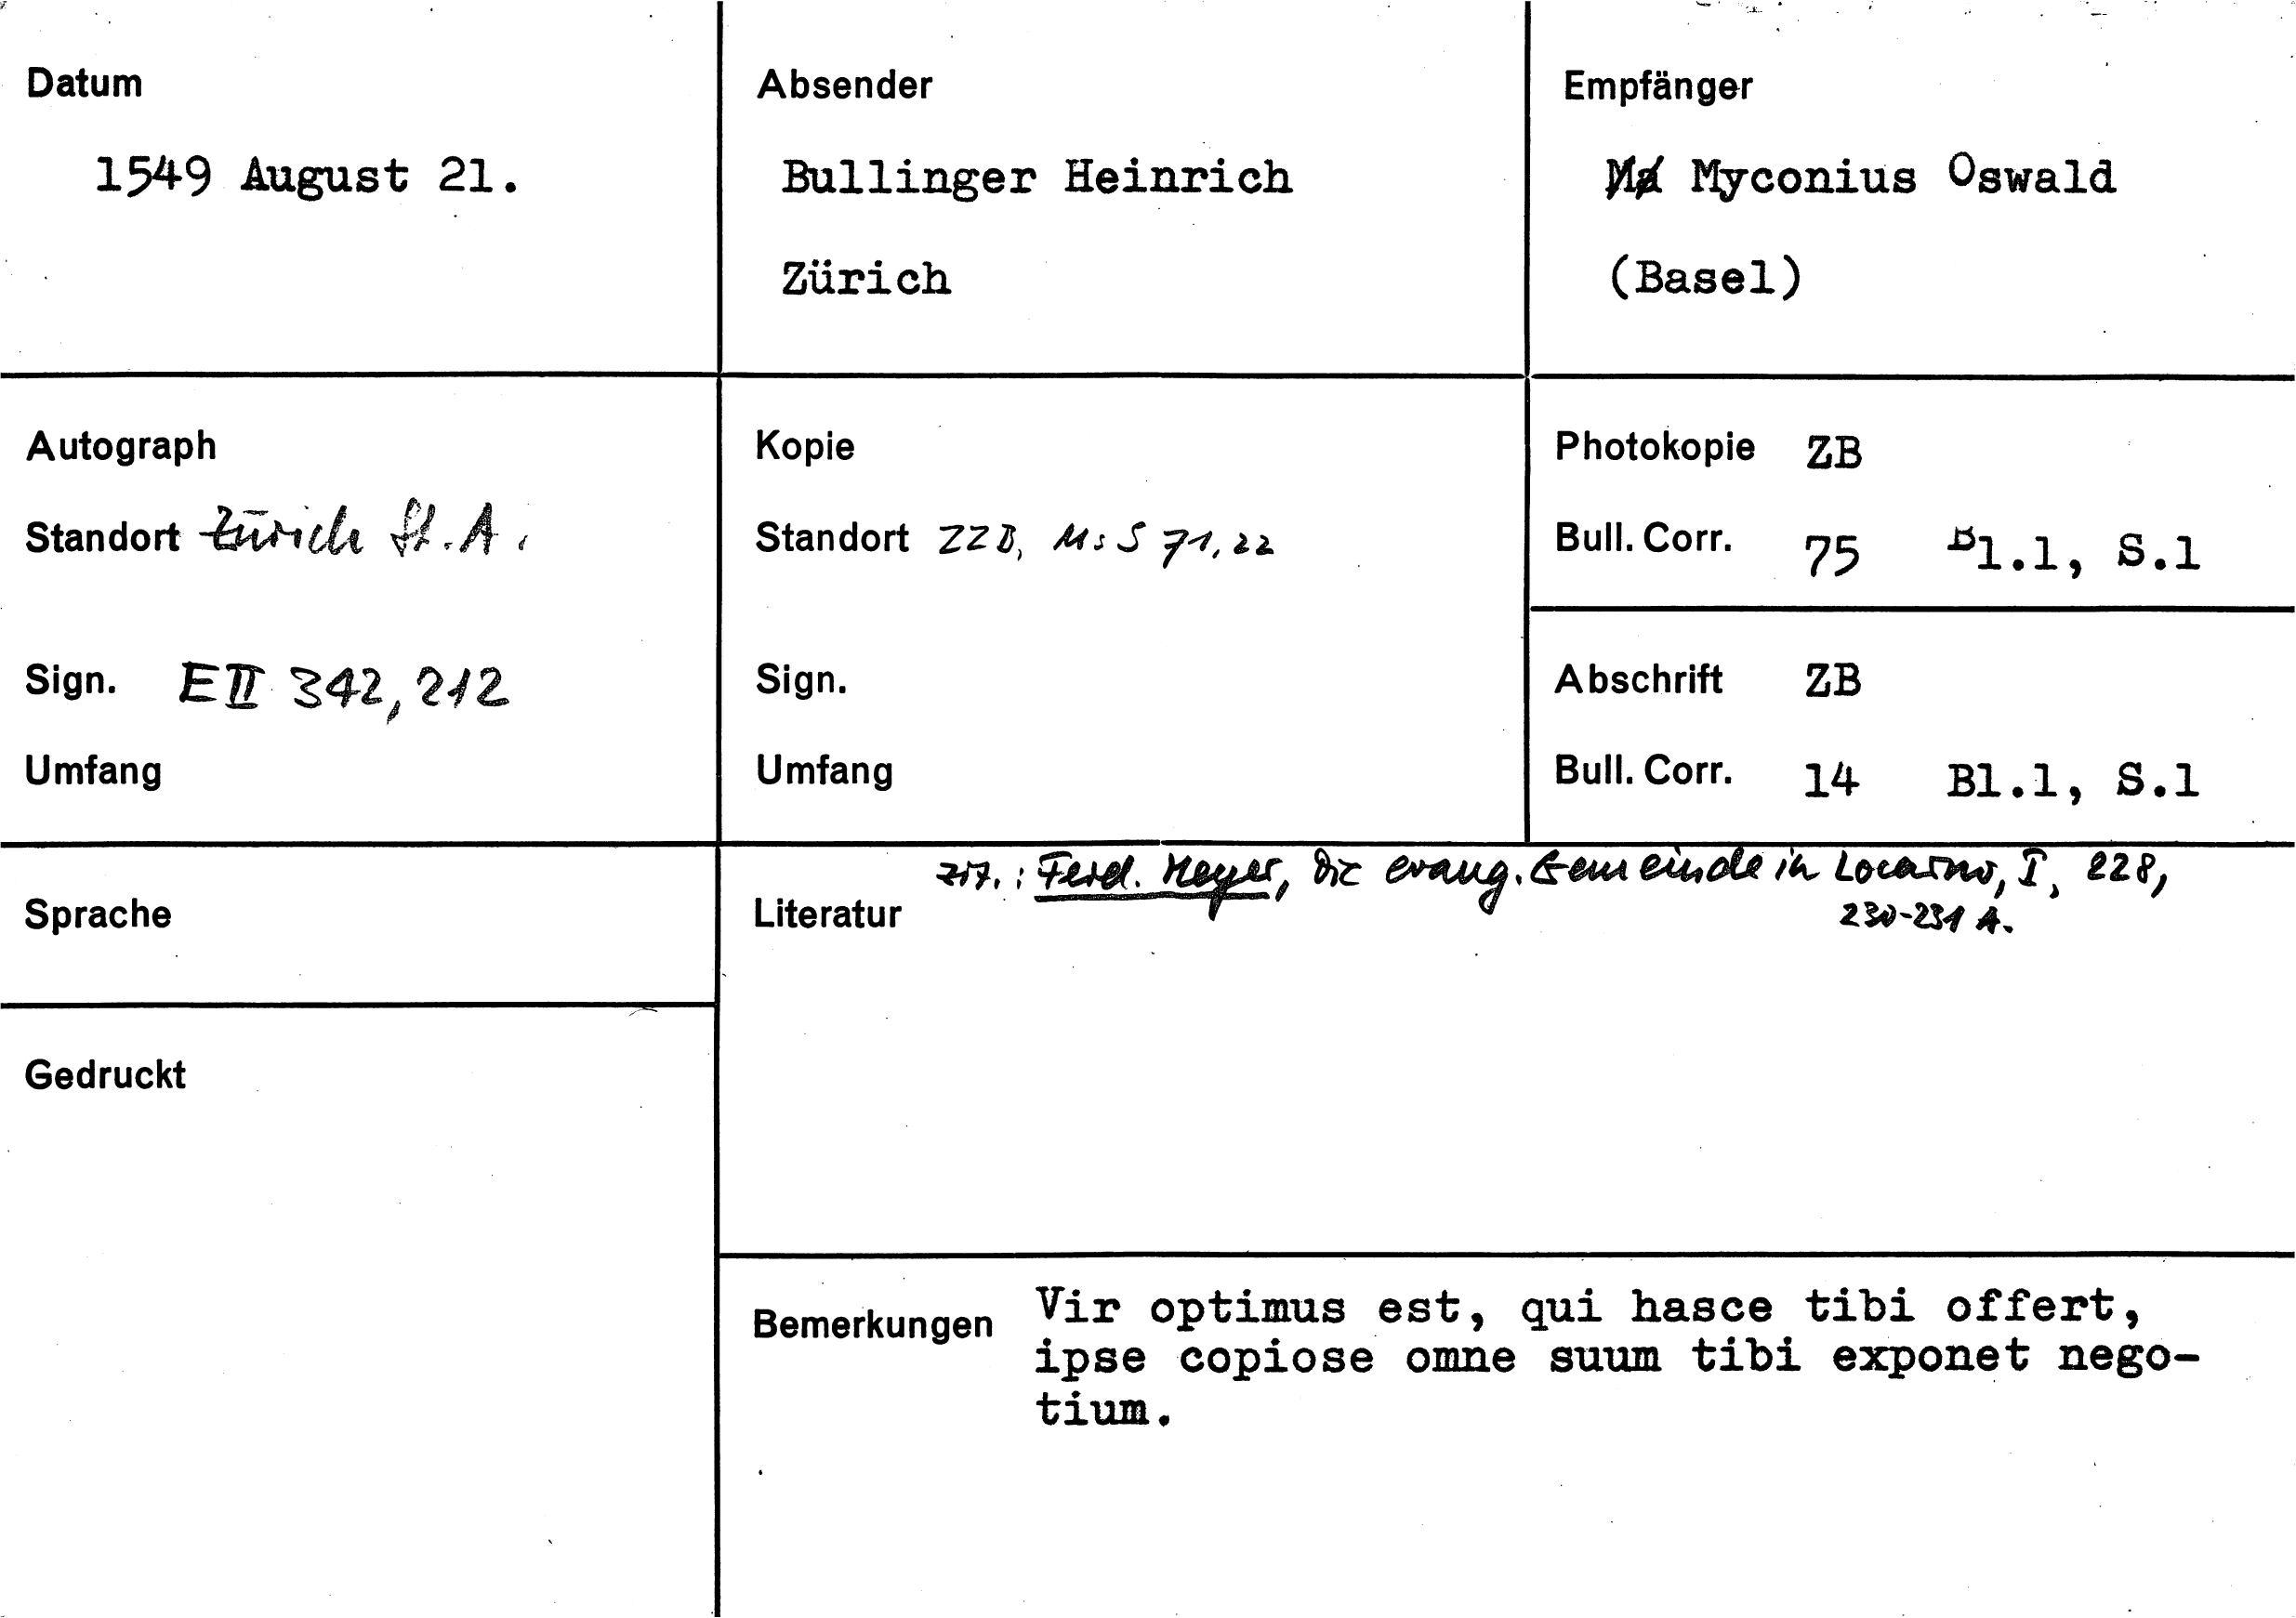 Datum
1549 August 21.
Absender
Bullinger Heinrich
Zürich
Empfänger
Myconius Oswald
(Basel)
Autograph
Standort Zürich St. A.
Sign. E II 342, 212
Umfang
Kopie
Standort ZZB, Ms S 71, 22
Sign.
Umfang
Photokopie ZB
Bull. Corr. 75 Bl.1, S.1
Abschrift ZB
Bull. Corr. 14 Bl.1, S.1
Sprache
Gedruckt
Literatur
zit.: Ferd. Meyer, Die evang. Gemeinde in Locarno, I, 228,
230-231 A.
Bemerkungen
Vir optimus est, qui hasce tibi offert,
ipse copiose omne suum tibi exponet nego-
tium.